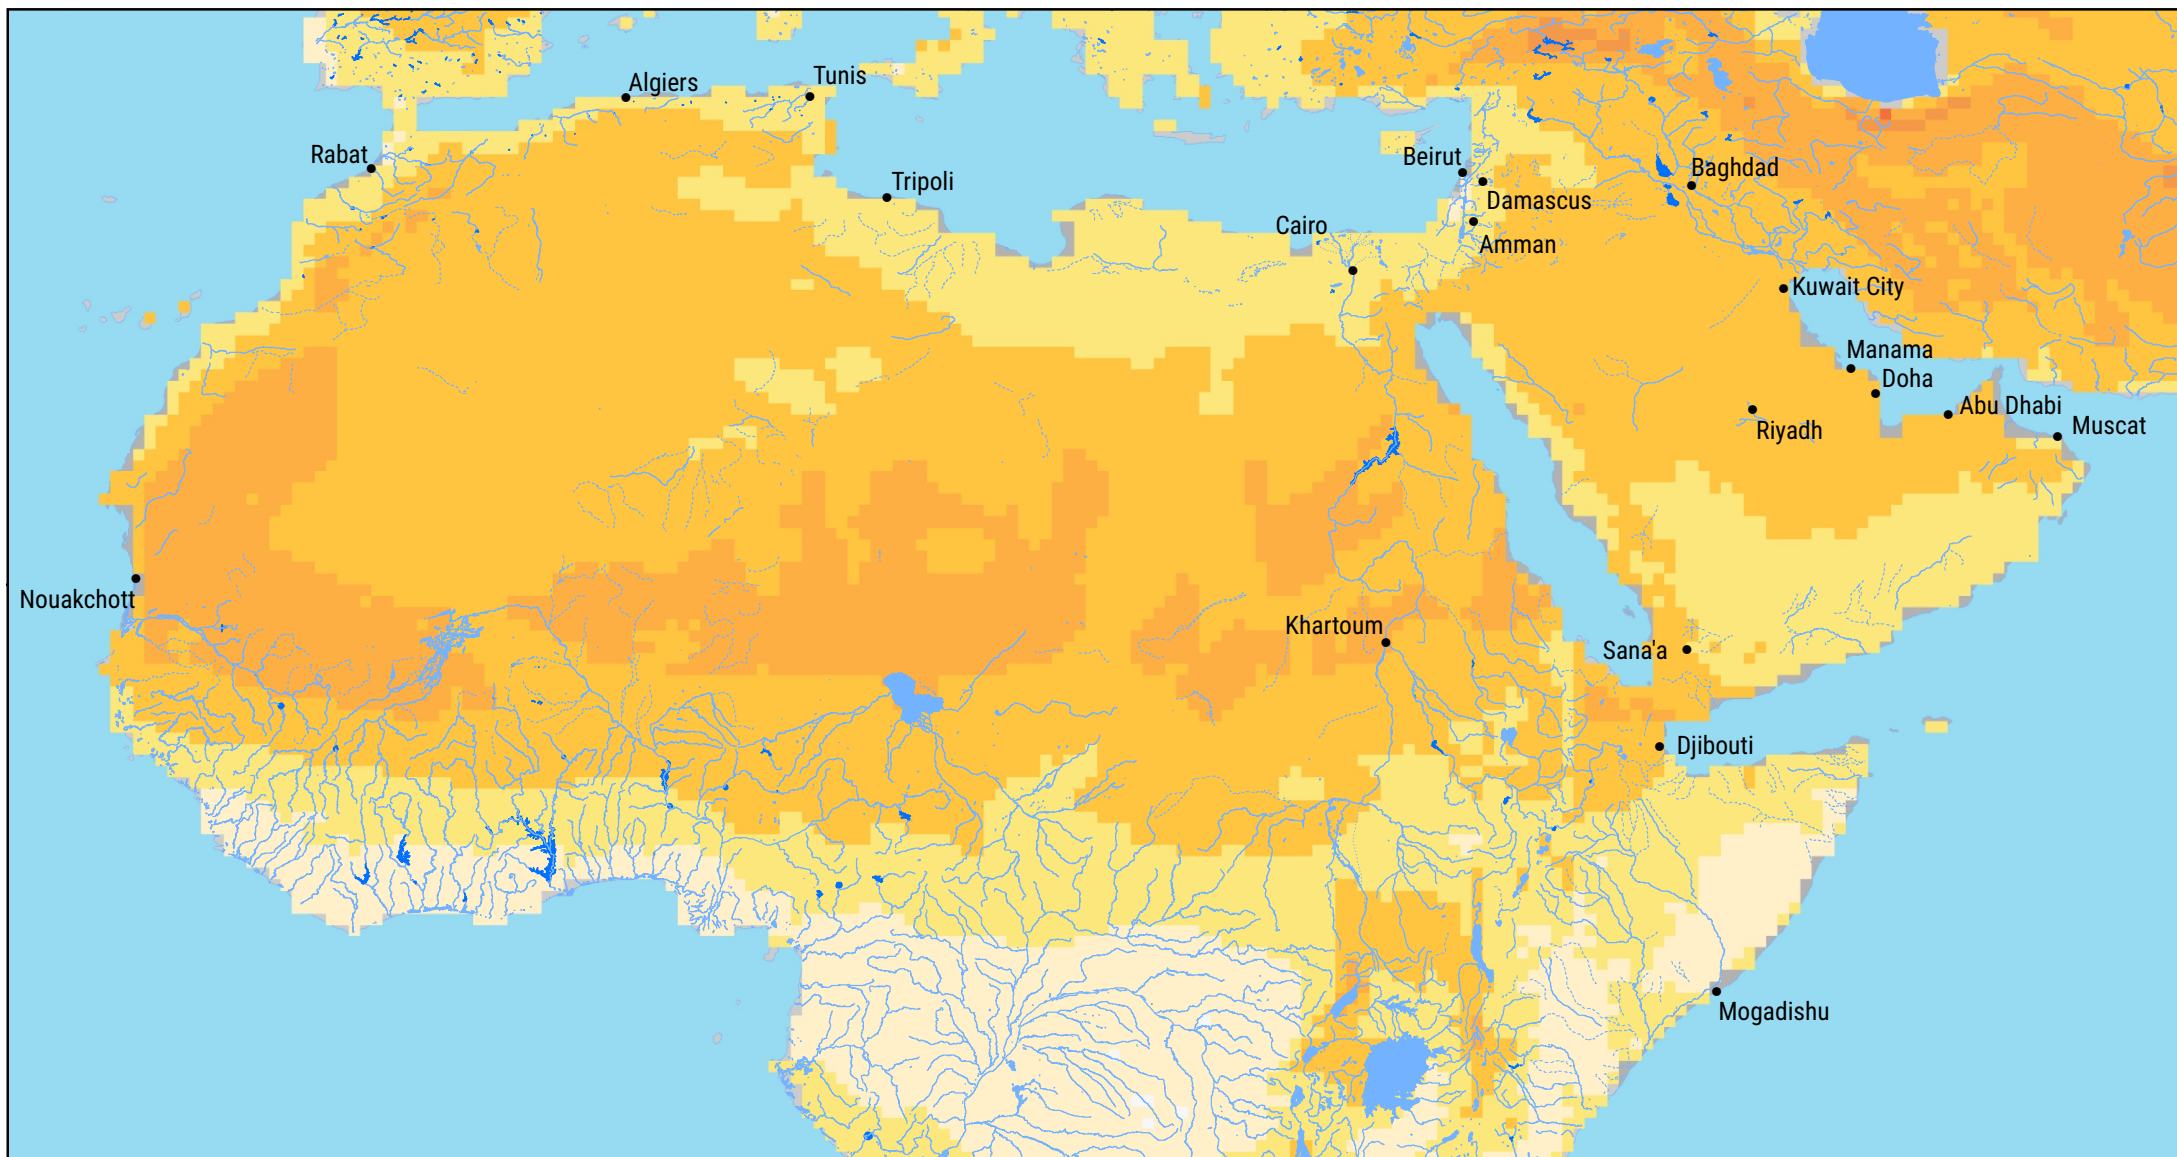 Algiers
Tunis
Rabat
Tripoli
Beirut
Baghdad
Damascus
Cairo
Amman
Kuwait City
Manama
Doha
Abu Dhabi
Riyadh
Muscat
Nouakchott
Khartoum
Sana'a
Djibouti
Mogadishu